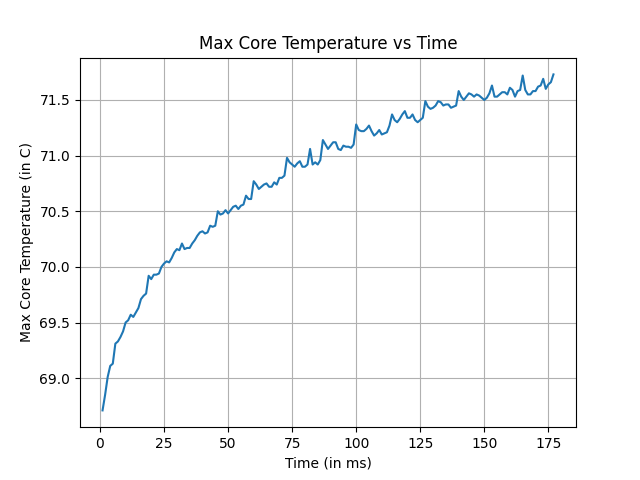 Max Core Temperature vs Time
Max Core Temperature (in C)
71.5
71.0
70.5
70.0
69.5
69.0
0 25 50 75 100 125 150 175
Time (in ms)